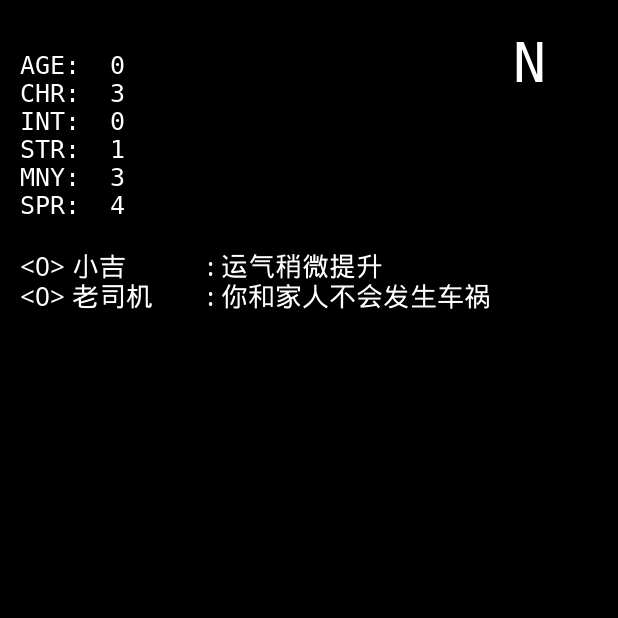 N
AGE: 0
CHR: 3
INT: 0
STR: 1
MNY: 3
SPR: 4
<O> 小吉 : 运气稍微提升
<O> 老司机 : 你和家人不会发生车祸